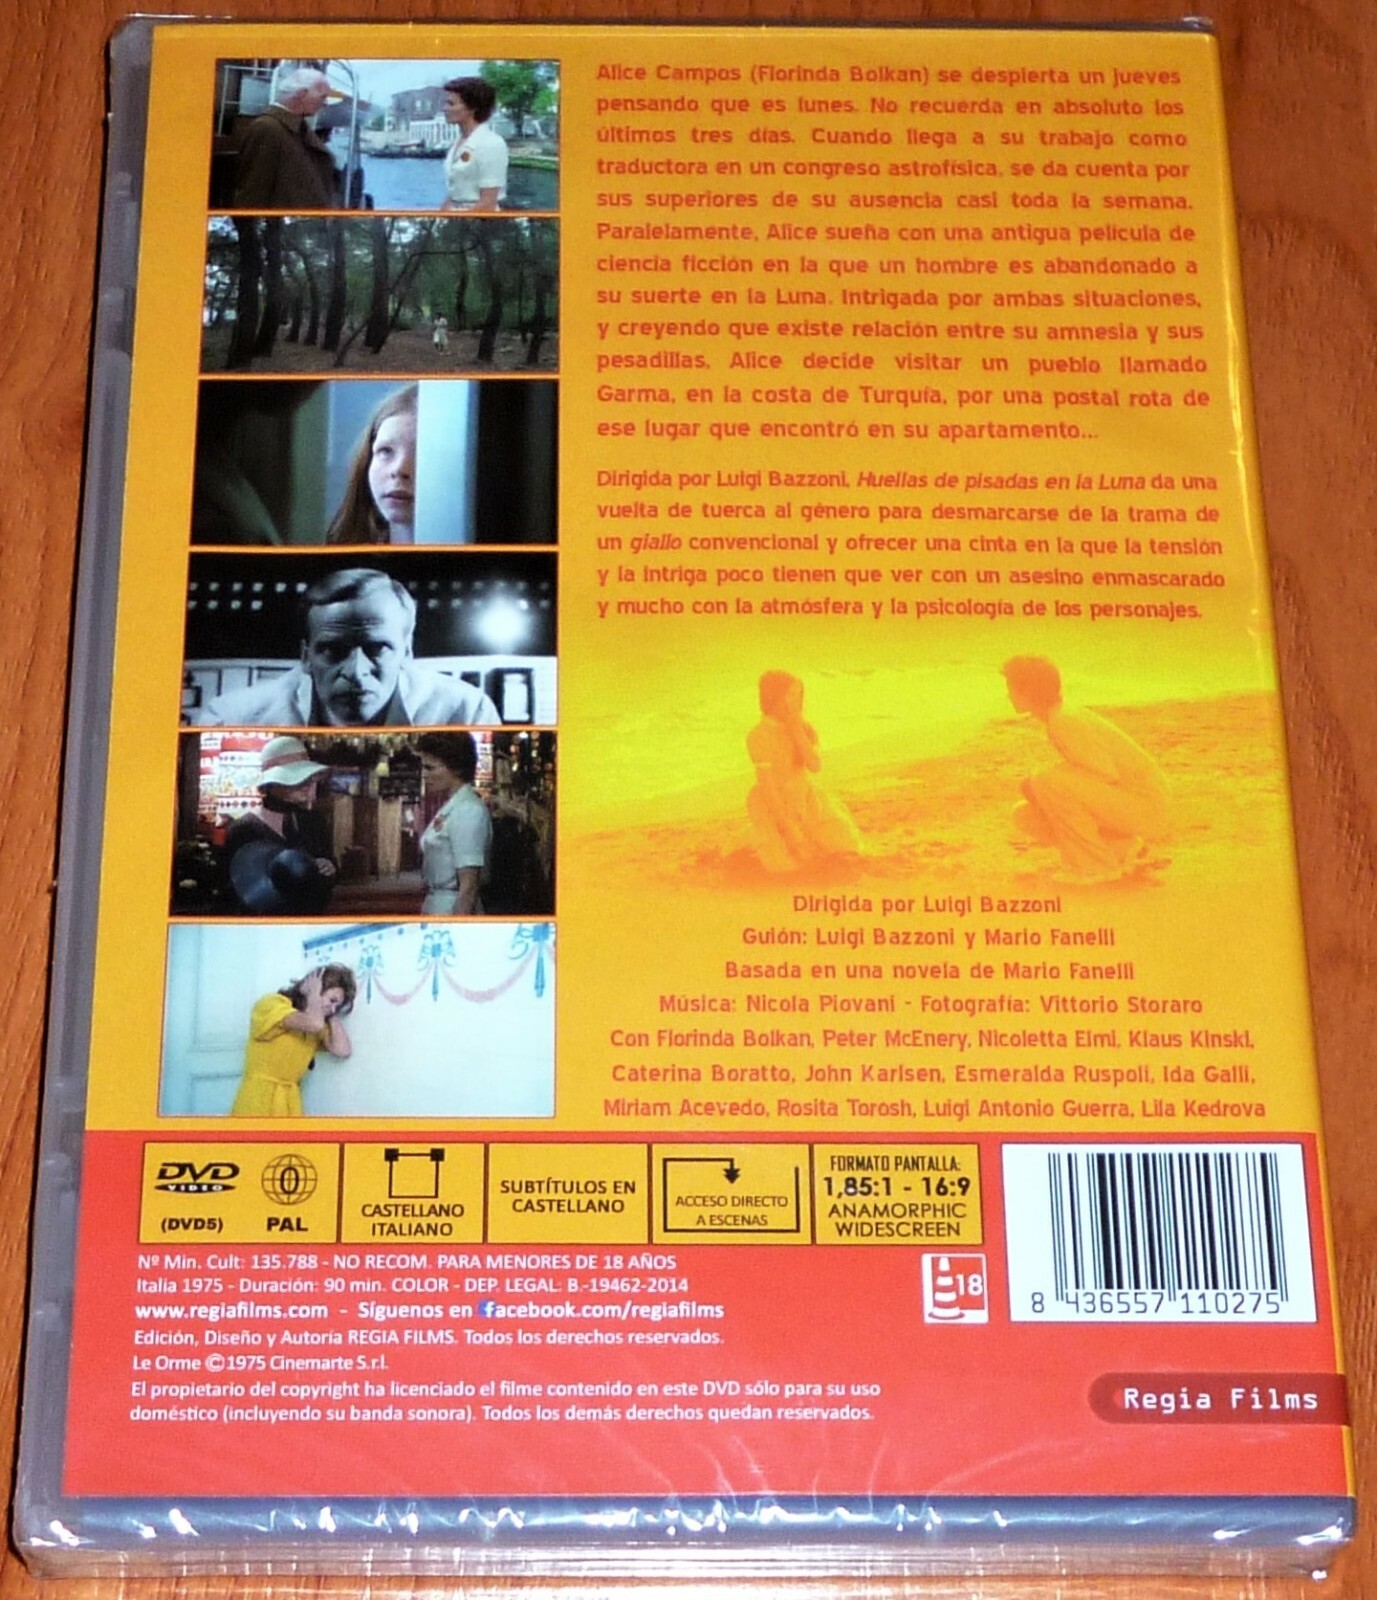 Alice Campos (Florinda Bolkan) se despierta un jueves
pensando que es lunes. No recuerda en absoluto los
últimos tres días. Cuando llega a su trabajo como
traductora en un congreso astrofísica, se da cuenta por
sus superiores de su ausencia casi toda la semana.
Paralelamente, Alice sueña con una antigua película de
ciencia ficción en la que un hombre es abandonado a
su suerte en la Luna. Intrigada por ambas situaciones,
y creyendo que existe relación entre su amnesia y sus
pesadillas, Alice decide visitar un pueblo llamado
Garma, en la costa de Turquía, por una postal rota de
ese lugar que encontró en su apartamento...
Dirigida por Luigi Bazzoni, Huellas de pisadas en la Luna da una
vuelta de tuerca al género para desmarcarse de la trama de
un giallo convencional y ofrecer una cinta en la que la tensión
y la intriga poco tienen que ver con un asesino enmascarado
y mucho con la atmósfera y la psicología de los personajes.
Dirigida por Luigi Bazzoni
Guión: Luigi Bazzoni y Mario Fanelli
Basada en una novela de Mario Fanelli
Música: Nicola Piovani - Fotografía: Vittorio Storaro
Con Florinda Bolkan, Peter McEnery, Nicoletta Elmi, Klaus Kinski,
Caterina Boratto, John Karlsen, Esmeralda Ruspoli, Ida Galli,
Miriam Acevedo, Rosita Torosh, Luigi Antonio Guerra, Lila Kedrova
DVD VIDEO
(DVD5)
0
PAL
CASTELLANO
ITALIANO
SUBTÍTULOS EN
CASTELLANO
ACCESO DIRECTO
A ESCENAS
FORMATO PANTALLA:
1,85:1 - 16:9
ANAMORPHIC
WIDESCREEN
Nº Min. Cult: 135.788 - NO RECOM. PARA MENORES DE 18 AÑOS
Italia 1975 - Duración: 90 min. COLOR - DEP. LEGAL: B.-19462-2014
www.regiafilms.com - Síguenos en facebook.com/regiafilms
Edición, Diseño y Autoría REGIA FILMS. Todos los derechos reservados.
Le Orme ©1975 Cinemarte S.r.l.
El propietario del copyright ha licenciado el filme contenido en este DVD sólo para su uso
doméstico (incluyendo su banda sonora). Todos los demás derechos quedan reservados.
18
8 436557 110275
Regia Films